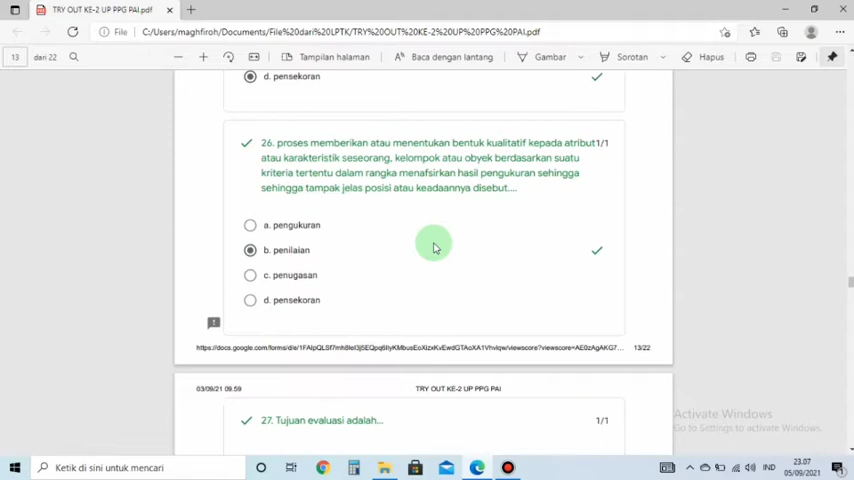 TRY OUT KE-2 UP PPG PAI.pdf
File C:/Users/maghfiroh/Documents/File%20dari%20LPTK/TRY%20OUT%20KE-2%20UP%20PPG%20PAI.pdf
13 dari 22 Tampilan halaman Baca dengan lantang Gambar Sorotan Hapus
d. pensekoran
26. proses memberikan atau menentukan bentuk kualitatif kepada atribut 1/1
atau karakteristik seseorang, kelompok atau obyek berdasarkan suatu
kriteria tertentu dalam rangka menafsirkan hasil pengukuran sehingga
sehingga tampak jelas posisi atau keadaannya disebut....
a. pengukuran
b. penilaian
c. penugasan
d. pensekoran
13/22
03/09/21 09.59 TRY OUT KE-2 UP PPG PAI
27. Tujuan evaluasi adalah... 1/1
Activate Windows
Go to Settings to activate Windows.
Ketik di sini untuk mencari
IND
23.07
05/09/2021